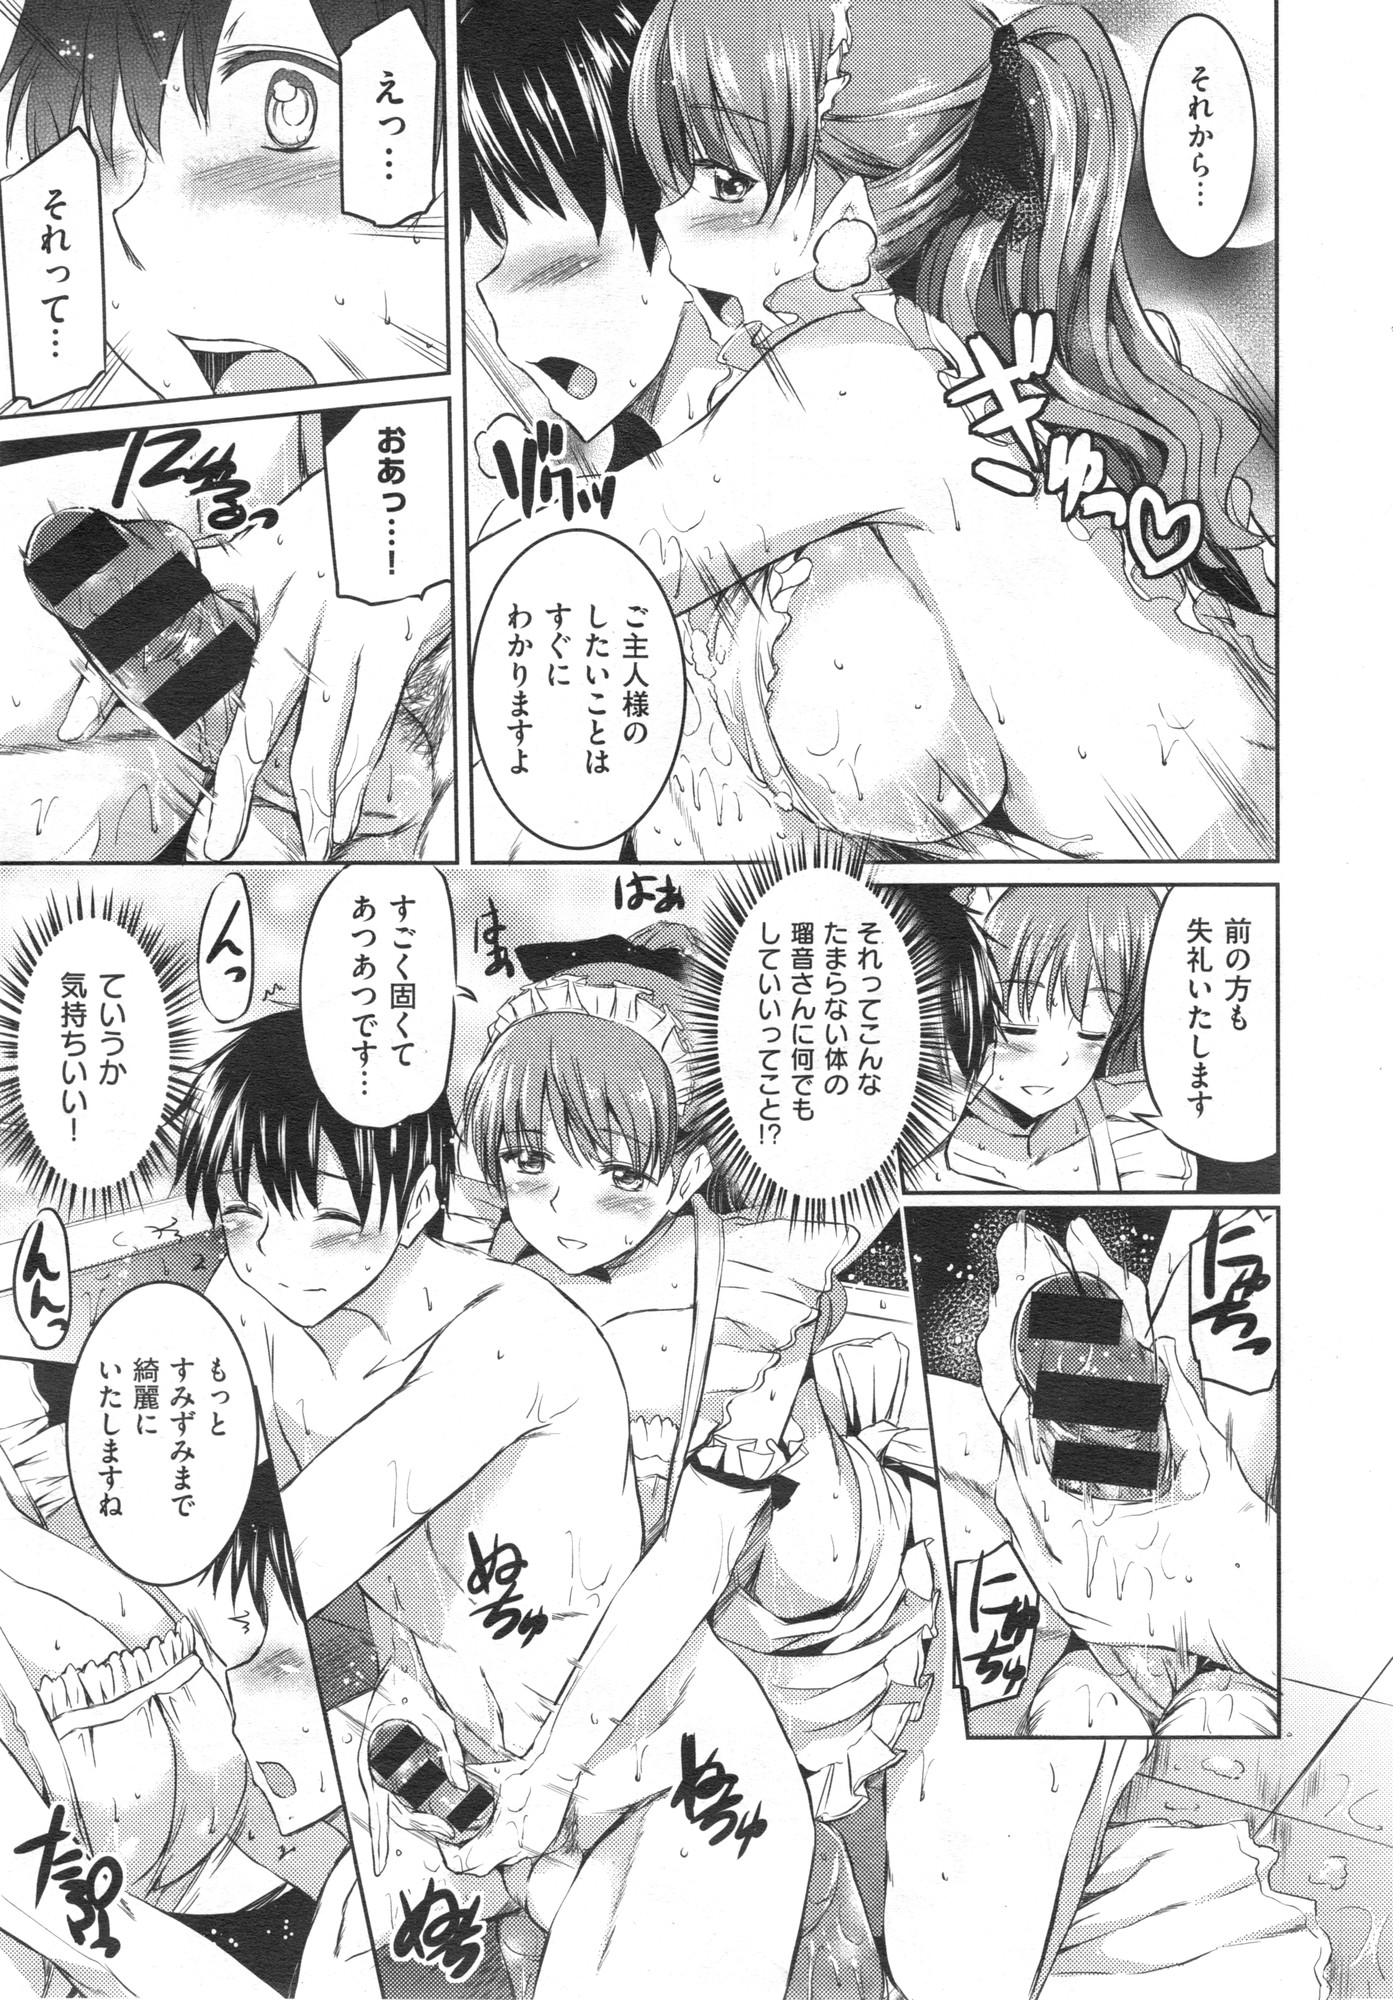 それから…
ギ
ゅっ♡
ゾクッ
ご主人様の
したいことは
すぐに
わかりますよ
えっ…
それって…
おあっ…！
にゅるっ
前の方も
失礼いたします
それってこんな
たまらない体の
瑠音さんに何でも
していいってこと!?
にゅちっ
にゅちゅ
はぁ
はぁ
すごく固くて
あつあつです…
んっ
ていうか
気持ちいい！
んんっ
ぬちゅ
ぬちゅ
ぬち
もっと
すみずみまで
綺麗に
いたしますね
たぷっ